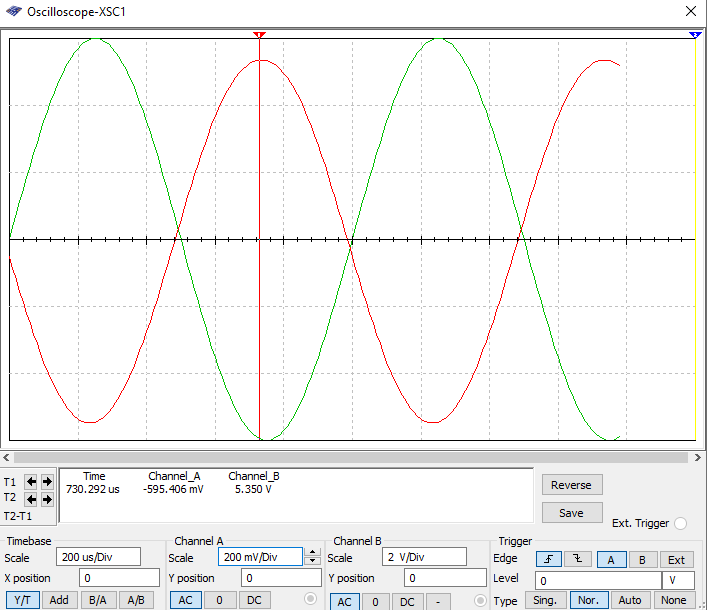 Oscilloscope-XSC1
1
2
T1
T2
T2-T1
Time Channel_A Channel_B
730.292 us -595.406 mV 5.350 V
Reverse
Save
Ext. Trigger
Timebase Channel A Channel B Trigger
Scale 200 us/Div Scale 200 mV/Div Scale 2 V/Div Edge A B Ext
X position 0 Y position 0 Y position 0 Level 0 V
Y/T Add B/A A/B AC 0 DC AC 0 DC - Type Sing. Nor. Auto None